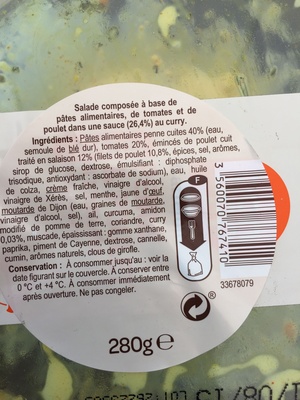 Salade composée à base de
pâtes alimentaires, de tomates et de
poulet dans une sauce (26,4%) au curry.
Ingrédients : Pâtes alimentaires penne cuites 40% (eau,
semoule de blé dur), tomates 20%, émincés de poulet cuit
traité en salaison 12% (filets de poulet 10,8%, épices, sel, arômes,
sirop de glucose, dextrose, émulsifiant : diphosphate
trisodique, antioxydant : ascorbate de sodium), eau, huile
de colza, crème fraîche, vinaigre d'alcool,
vinaigre de Xérès, sel, menthe, jaune d'œuf,
moutarde de Dijon (eau, graines de moutarde,
vinaigre d'alcool, sel), ail, curcuma, amidon
modifié de pomme de terre, coriandre, curry
0,03%, muscade, épaississant : gomme xanthane,
paprika, piment de Cayenne, dextrose, cannelle,
cumin, arômes naturels, clous de girofle.
Conservation : À consommer jusqu'au : voir la
date figurant sur le couvercle. À conserver entre
0 °C et +4 °C. À consommer immédiatement
après ouverture. Ne pas congeler.
F
3 560070 767410
33678079
280g e